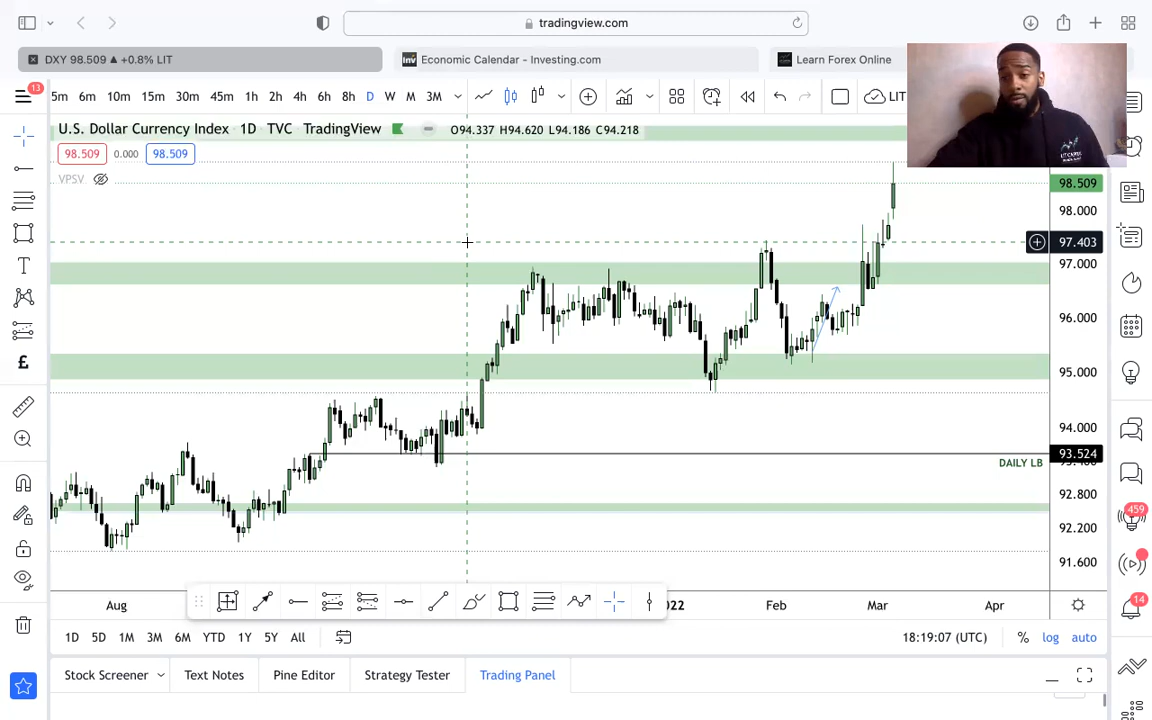 tradingview.com
DXY 98.509 ▲ +0.8% LIT
Inv Economic Calendar - Investing.com
Learn Forex Online
13
5m 6m 10m 15m 30m 45m 1h 2h 4h 6h 8h D W M 3M
LIT
U.S. Dollar Currency Index · 1D · TVC · TradingView
O94.337 H94.620 L94.186 C94.218
98.509 0.000 98.509
VPSV
98.509
98.000
97.403
97.000
96.000
95.000
94.000
93.524
DAILY LB
92.800
92.200
91.600
T
£
459
14
Aug
2022
Feb
Mar
Apr
1D 5D 1M 3M 6M YTD 1Y 5Y All
18:19:07 (UTC)
% log auto
Stock Screener
Text Notes
Pine Editor
Strategy Tester
Trading Panel